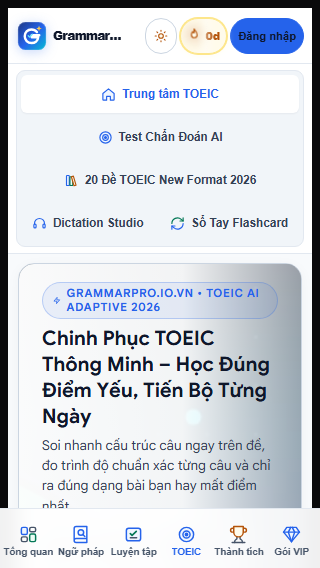 Grammar...
0d
Đăng nhập
Trung tâm TOEIC
Test Chẩn Đoán AI
20 Đề TOEIC New Format 2026
Dictation Studio
Sổ Tay Flashcard
GRAMMARPRO.IO.VN • TOEIC AI
ADAPTIVE 2026
Chinh Phục TOEIC
Thông Minh – Học Đúng
Điểm Yếu, Tiến Bộ Từng
Ngày
Soi nhanh cấu trúc câu ngay trên đề,
đo trình độ chuẩn xác từng câu và chỉ
ra đúng dạng bài bạn hay mất điểm
nhất
Tổng quan
Ngữ pháp
Luyện tập
TOEIC
Thành tích
Gói VIP